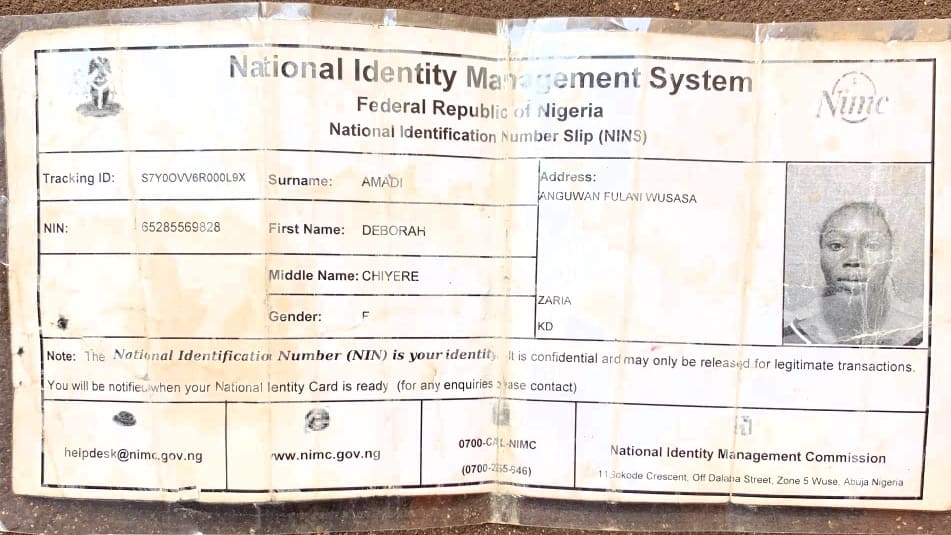 National Identity Management System
Federal Republic of Nigeria
National Identification Number Slip (NINS)
Nimc
Tracking ID: S7Y0OVV6R000L9X
Surname: AMADI
Address:
ANGUWAN FULANI WUSASA
NIN: 65285569828
First Name: DEBORAH
Middle Name: CHIYERE
Gender: F
ZARIA
KD
Note: The National Identification Number (NIN) is your identity. It is confidential and may only be released for legitimate transactions.
You will be notified when your National Identity Card is ready (for any enquiries please contact)
helpdesk@nimc.gov.ng
www.nimc.gov.ng
0700-CALL-NIMC
National Identity Management Commission
11 Sokode Crescent, Off Dalaba Street, Zone 5 Wuse, Abuja Nigeria